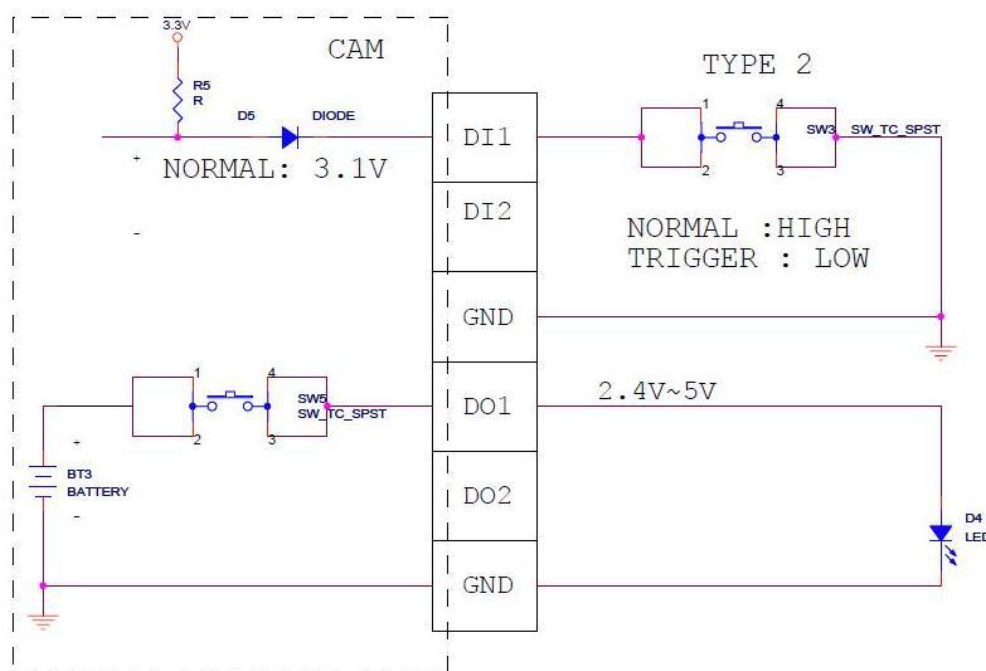 3.3V
CAM
R5
R
D5
DIODE
NORMAL: 3.1V
+
-
DI1
DI2
GND
DO1
DO2
GND
TYPE 2
1
4
SW3
SW_TC_SPST
2
3
NORMAL :HIGH
TRIGGER : LOW
1
4
SW5
SW_TC_SPST
2
3
+
BT3
BATTERY
-
2.4V~5V
D4
LED